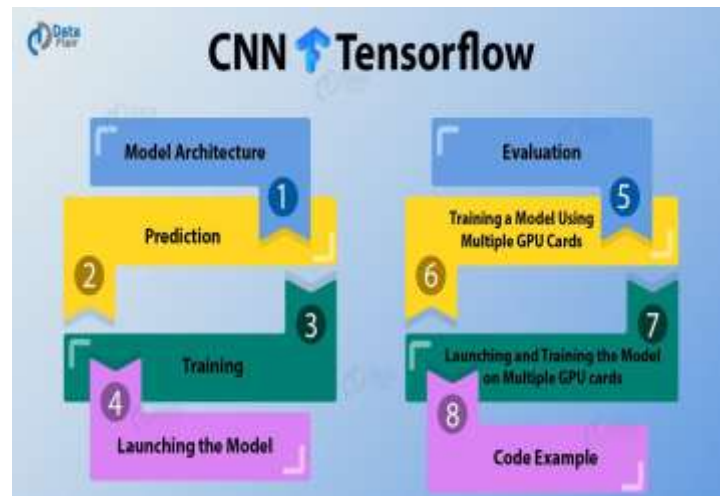 Data
Flair
CNN Tensorflow
Model Architecture
1
Prediction
2
3
Training
4
Launching the Model
Evaluation
5
Training a Model Using
Multiple GPU Cards
6
7
Launching and Training the Model
on Multiple GPU cards
8
Code Example